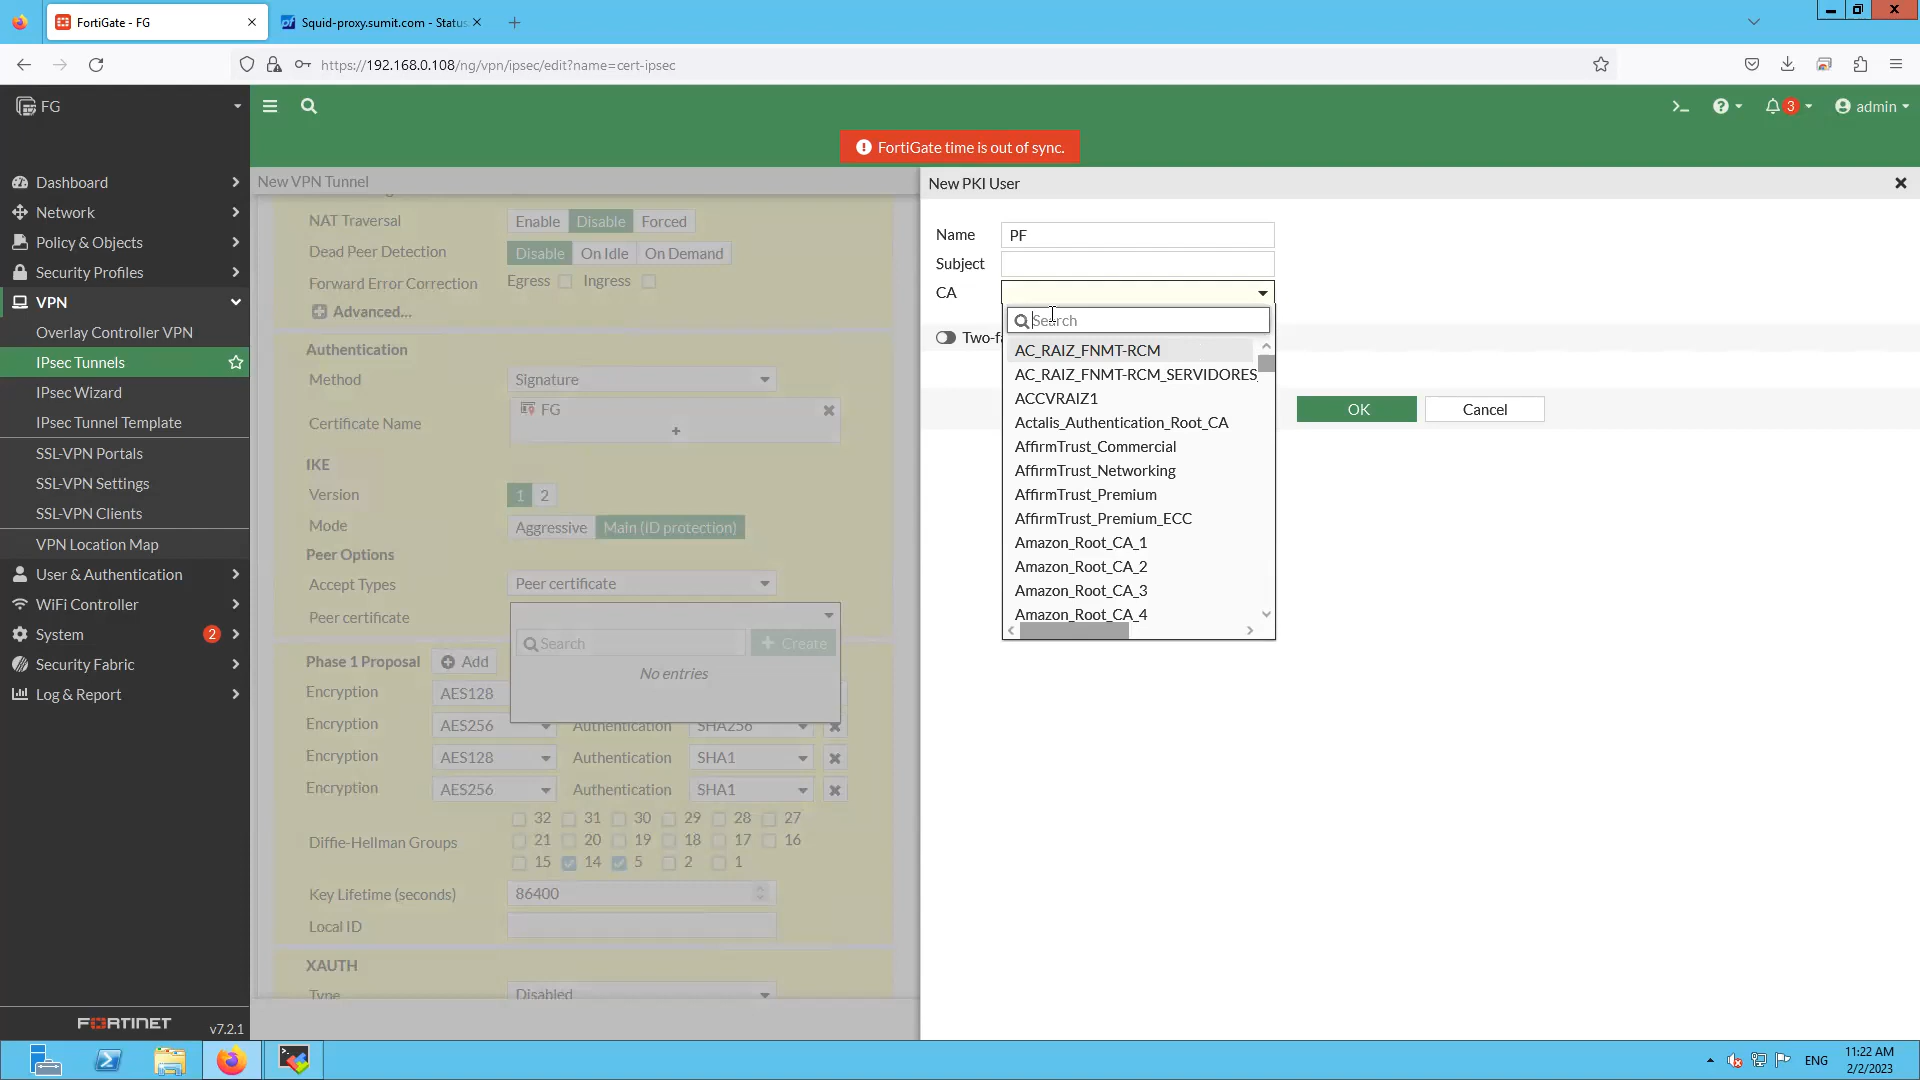 FortiGate - FG
Squid-proxy.sumit.com - Status
https://192.168.0.108/ng/vpn/ipsec/edit?name=cert-ipsec
FG
3
admin
FortiGate time is out of sync.
Dashboard
Network
Policy & Objects
Security Profiles
VPN
Overlay Controller VPN
IPsec Tunnels
IPsec Wizard
IPsec Tunnel Template
SSL-VPN Portals
SSL-VPN Settings
SSL-VPN Clients
VPN Location Map
User & Authentication
WiFi Controller
System 2
Security Fabric
Log & Report
FORTINET v7.2.1
New VPN Tunnel
NAT Traversal Enable Disable Forced
Dead Peer Detection Disable On Idle On Demand
Forward Error Correction Egress Ingress
Advanced...
Authentication
Method Signature
Certificate Name FG
IKE
Version 1 2
Mode Aggressive Main (ID protection)
Peer Options
Accept Types Peer certificate
Peer certificate
Search Create
No entries
Phase 1 Proposal Add
Encryption AES128
Encryption AES256 Authentication SHA256
Encryption AES128 Authentication SHA1
Encryption AES256 Authentication SHA1
32 31 30 29 28 27
Diffie-Hellman Groups 21 20 19 18 17 16
15 14 5 2 1
Key Lifetime (seconds) 86400
Local ID
XAUTH
Type Disabled
New PKI User
Name PF
Subject
CA
Search
Two-fa
AC_RAIZ_FNMT-RCM
AC_RAIZ_FNMT-RCM_SERVIDORES_
ACCVRAIZ1
Actalis_Authentication_Root_CA
AffirmTrust_Commercial
AffirmTrust_Networking
AffirmTrust_Premium
AffirmTrust_Premium_ECC
Amazon_Root_CA_1
Amazon_Root_CA_2
Amazon_Root_CA_3
Amazon_Root_CA_4
OK Cancel
ENG
11:22 AM
2/2/2023